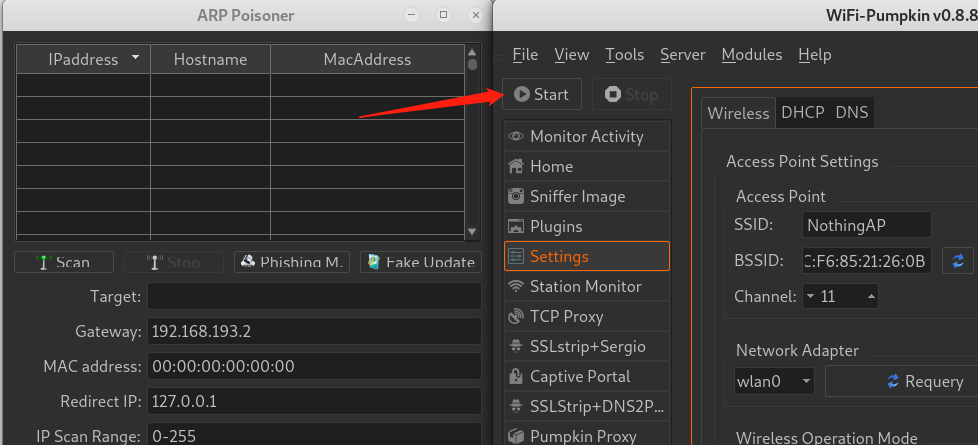 ARP Poisoner
IPaddress Hostname MacAddress
Scan Stop Phishing M. Fake Update
Target:
Gateway: 192.168.193.2
MAC address: 00:00:00:00:00:00
Redirect IP: 127.0.0.1
IP Scan Range: 0-255
WiFi-Pumpkin v0.8.8
File View Tools Server Modules Help
Start Stop
Monitor Activity
Home
Sniffer Image
Plugins
Settings
Station Monitor
TCP Proxy
SSLstrip+Sergio
Captive Portal
SSLStrip+DNS2P...
Pumpkin Proxy
Wireless DHCP DNS
Access Point Settings
Access Point
SSID: NothingAP
BSSID: C:F6:85:21:26:0B
Channel: 11
Network Adapter
wlan0 Requery
Wireless Operation Mode